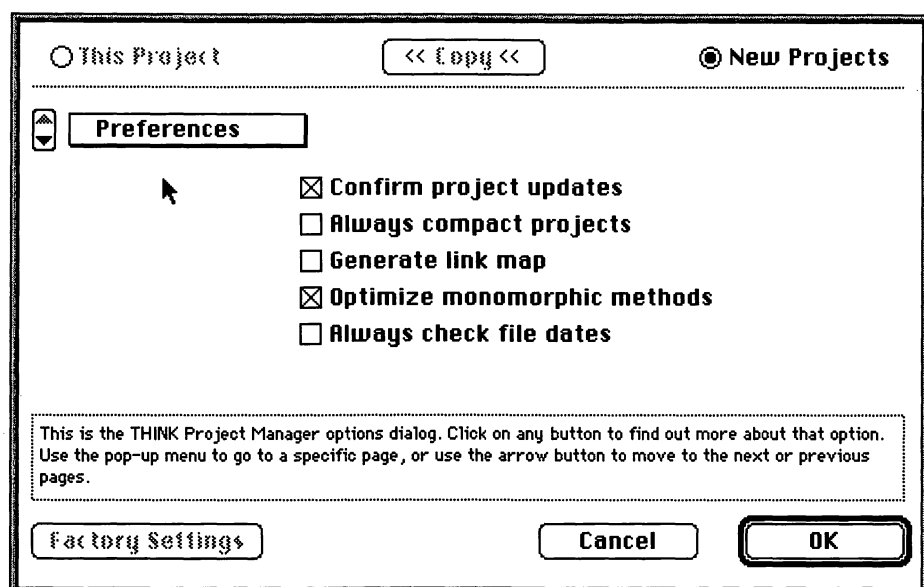 This Project << Copy << New Projects
Preferences
Confirm project updates
Always compact projects
Generate link map
Optimize monomorphic methods
Always check file dates
This is the THINK Project Manager options dialog. Click on any button to find out more about that option.
Use the pop-up menu to go to a specific page, or use the arrow button to move to the next or previous
pages.
Factory Settings Cancel OK